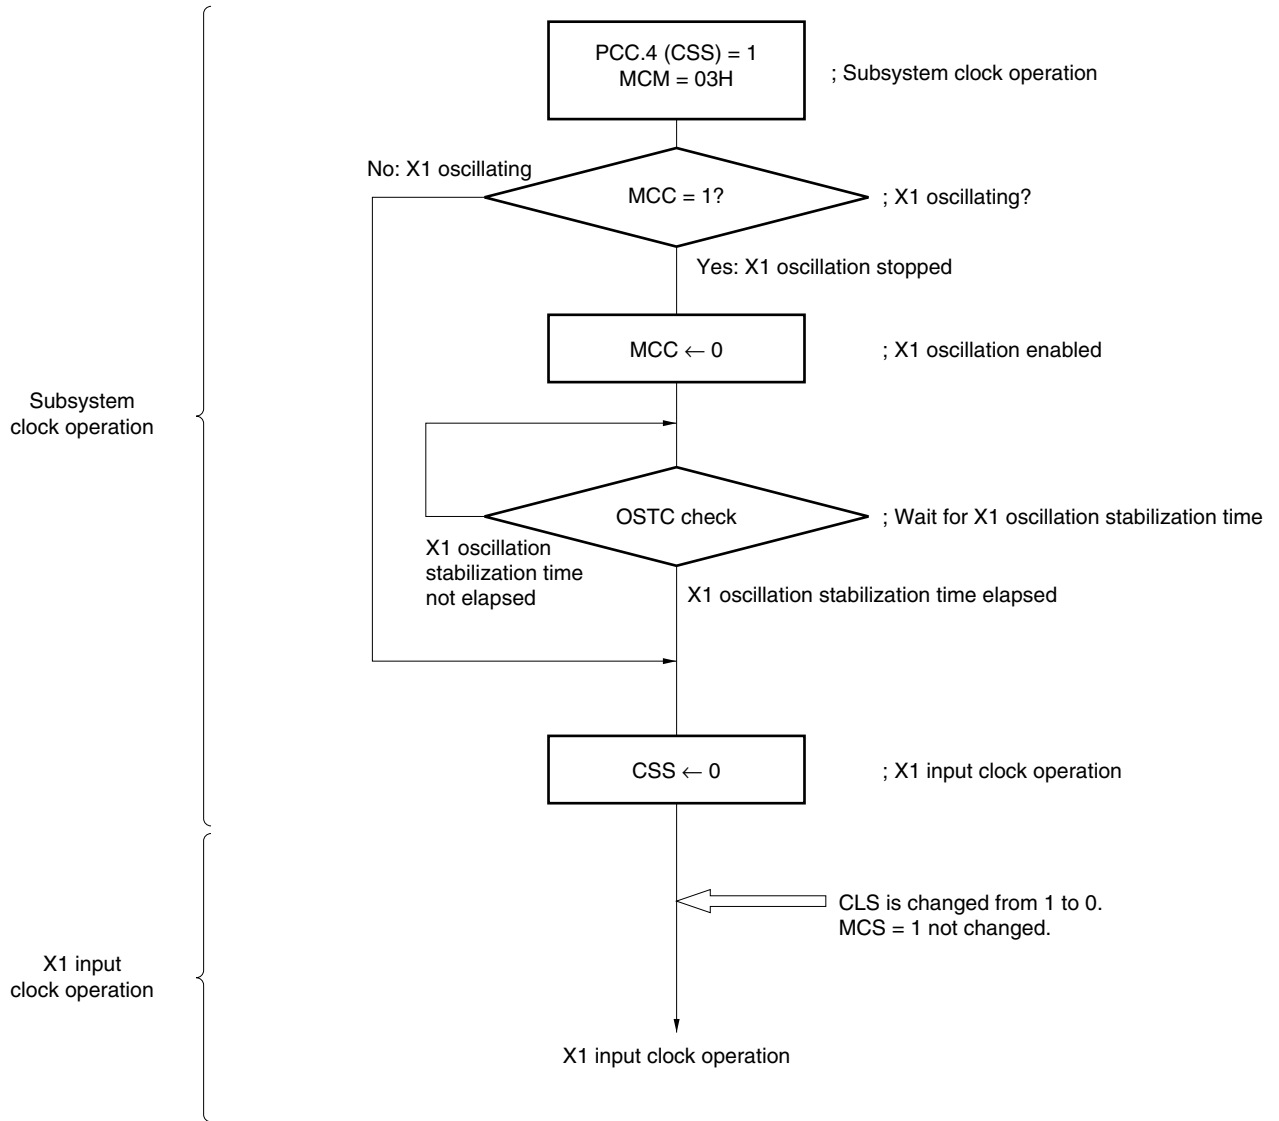 PCC.4 (CSS) = 1
MCM = 03H
; Subsystem clock operation
No: X1 oscillating
MCC = 1?
; X1 oscillating?
Yes: X1 oscillation stopped
MCC ← 0
; X1 oscillation enabled
Subsystem
clock operation
OSTC check
; Wait for X1 oscillation stabilization time
X1 oscillation
stabilization time
not elapsed
X1 oscillation stabilization time elapsed
CSS ← 0
; X1 input clock operation
CLS is changed from 1 to 0.
MCS = 1 not changed.
X1 input
clock operation
X1 input clock operation